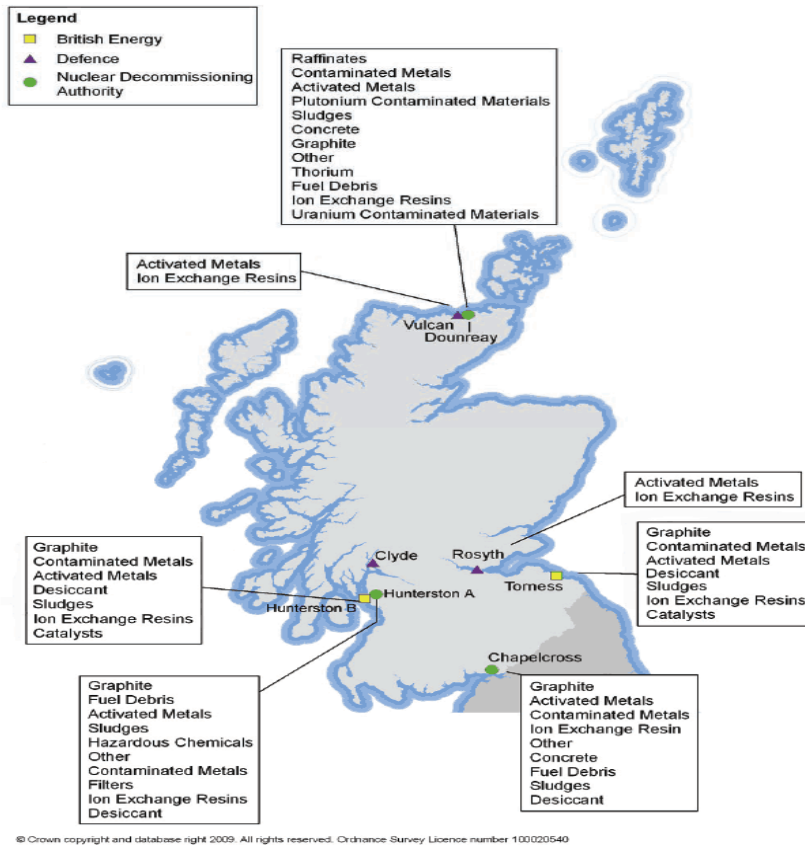 Legend
British Energy
Defence
Nuclear Decommissioning
Authority
Raffinates
Contaminated Metals
Activated Metals
Plutonium Contaminated Materials
Sludges
Concrete
Graphite
Other
Thorium
Fuel Debris
Ion Exchange Resins
Uranium Contaminated Materials
Activated Metals
Ion Exchange Resins
Vulcan
Dounreay
Activated Metals
Ion Exchange Resins
Graphite
Contaminated Metals
Activated Metals
Desiccant
Sludges
Ion Exchange Resins
Catalysts
Clyde
Rosyth
Torness
Hunterston A
Hunterston B
Graphite
Contaminated Metals
Activated Metals
Desiccant
Sludges
Ion Exchange Resins
Catalysts
Chapelcross
Graphite
Fuel Debris
Activated Metals
Sludges
Hazardous Chemicals
Other
Contaminated Metals
Filters
Ion Exchange Resins
Desiccant
Graphite
Activated Metals
Contaminated Metals
Ion Exchange Resin
Other
Concrete
Fuel Debris
Sludges
Desiccant
© Crown copyright and database right 2009. All rights reserved. Ordnance Survey Licence number 100020540